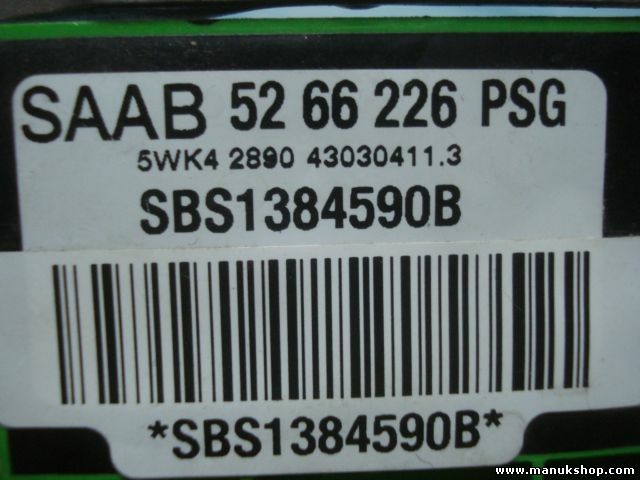 SAAB 52 66 226 PSG
5WK4 2890 43030411.3
SBS1384590B
*SBS1384590B*
www.manukshop.com